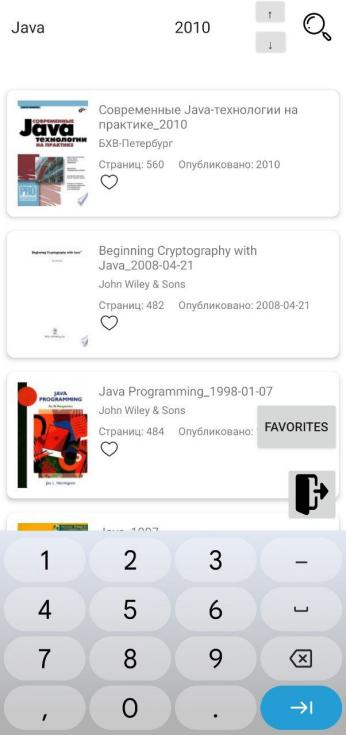 Java 2010 ↑
↓
Современные Java-технологии на
практике_2010
БХВ-Петербург
Страниц: 560 Опубликовано: 2010
СОВРЕМЕННЫЕ
Java
ТЕХНОЛОГИИ
НА ПРАКТИКЕ
Beginning Cryptography with
Java_2008-04-21
John Wiley & Sons
Страниц: 482 Опубликовано: 2008-04-21
Beginning Cryptography with Java
Java Programming_1998-01-07
John Wiley & Sons
Страниц: 484 Опубликовано:
JAVA
PROGRAMMING
FAVORITES
1 2 3 –
4 5 6
7 8 9
, 0 .